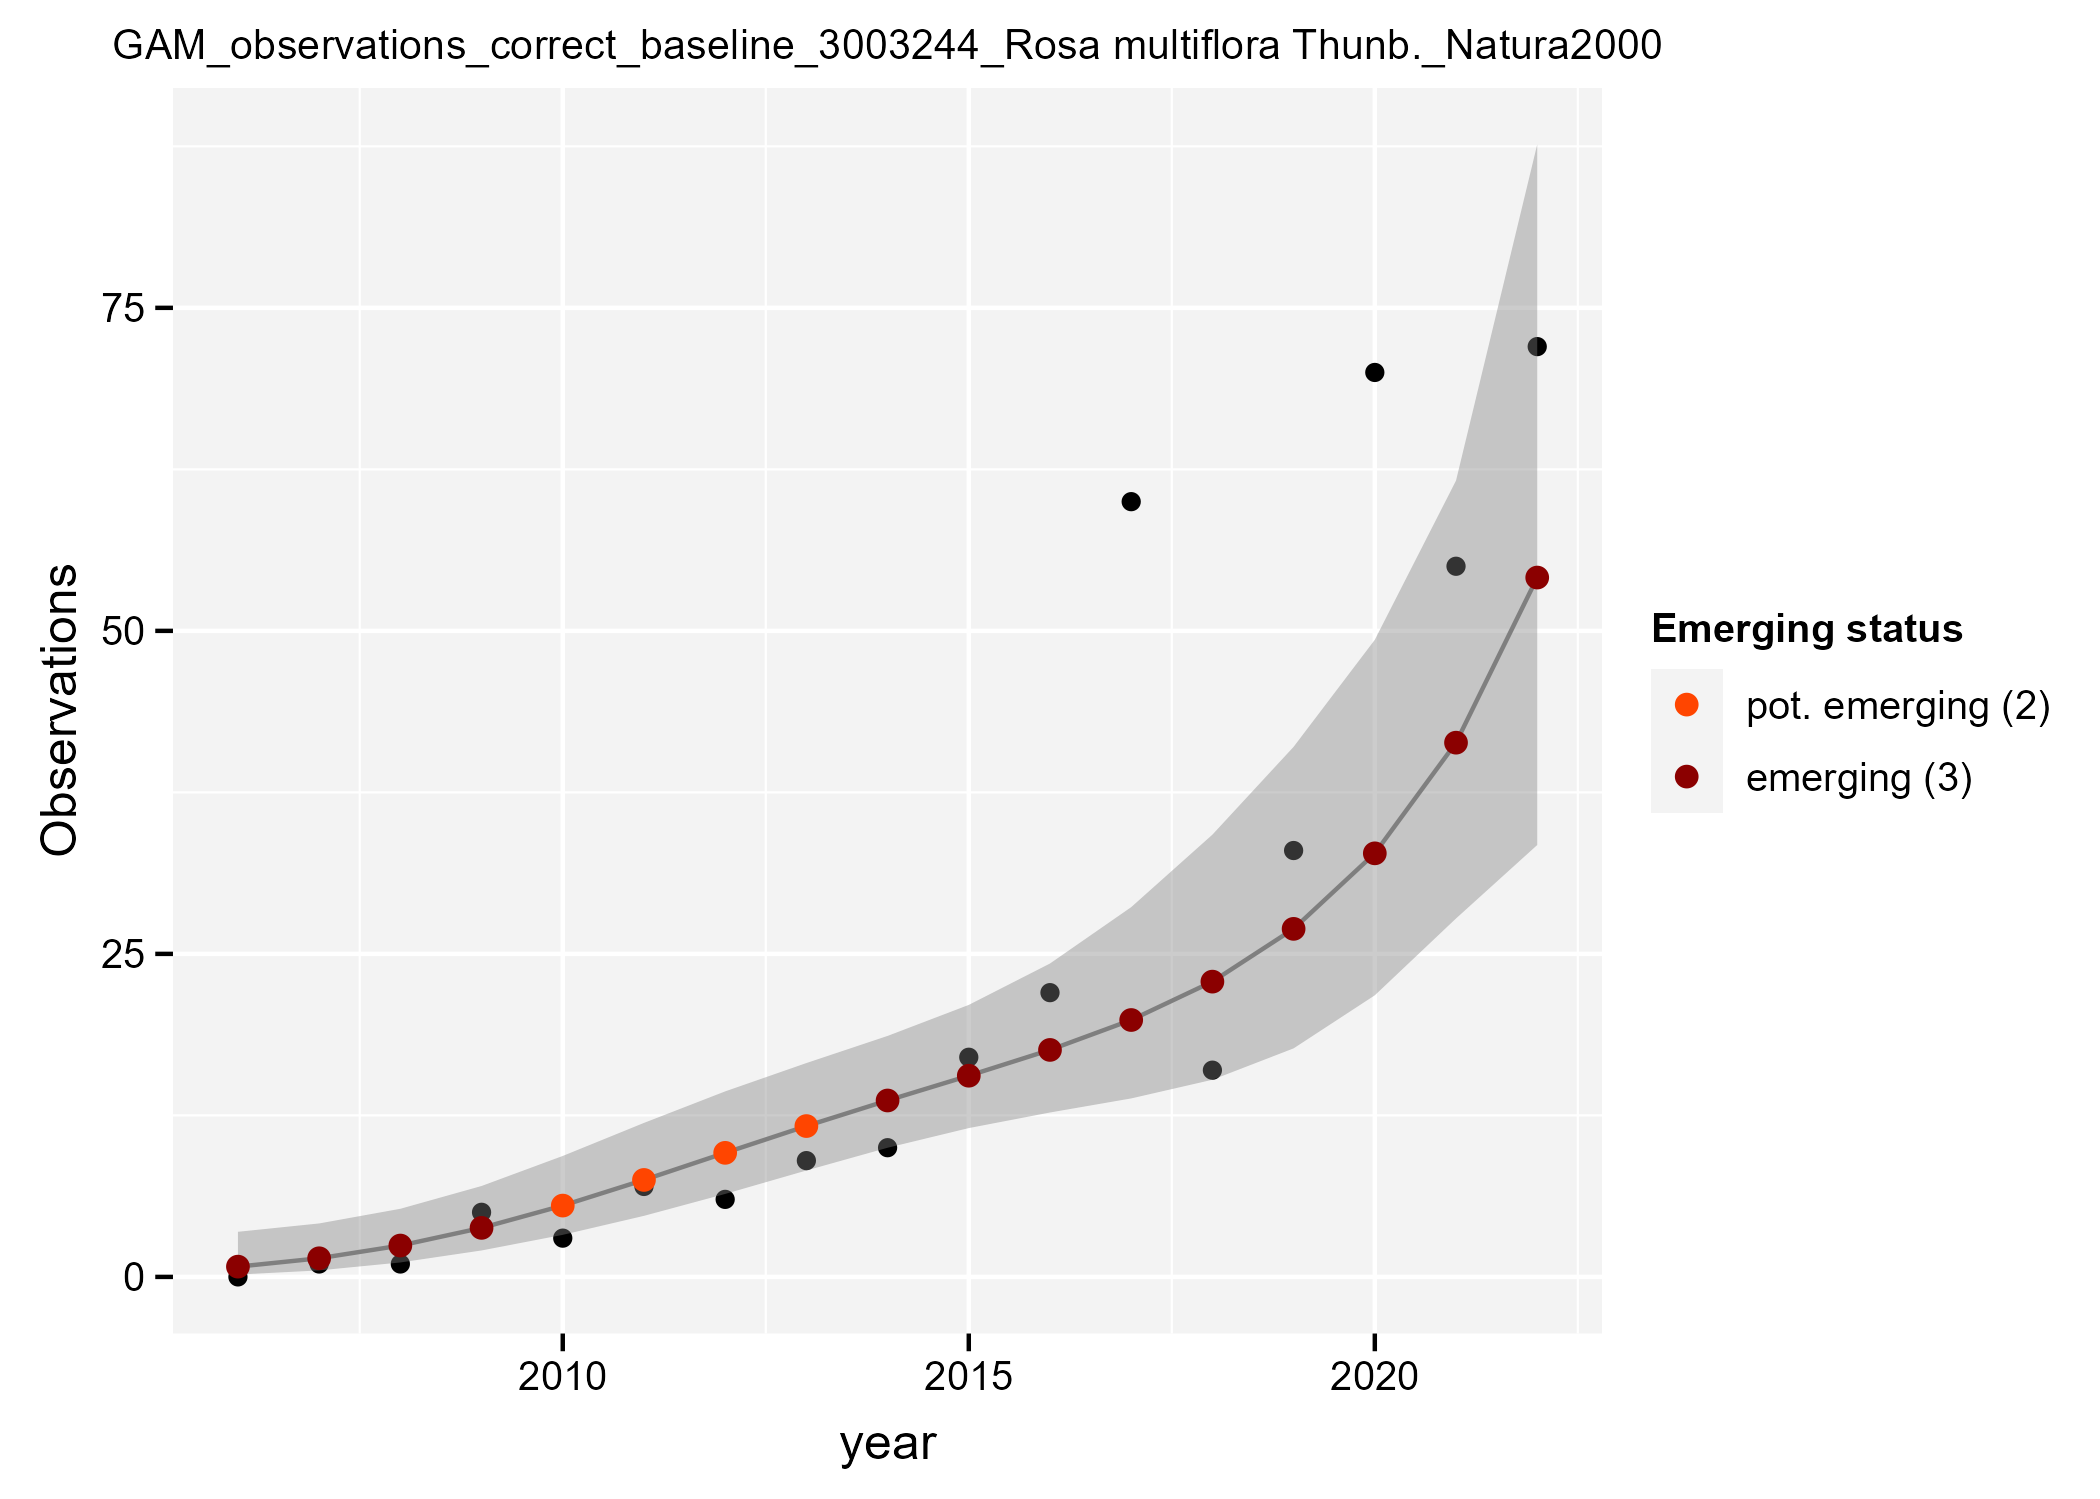 GAM_observations_correct_baseline_3003244_Rosa multiflora Thunb._Natura2000
75
50
25
0
Observations
2010
2015
2020
year
Emerging status
pot. emerging (2)
emerging (3)